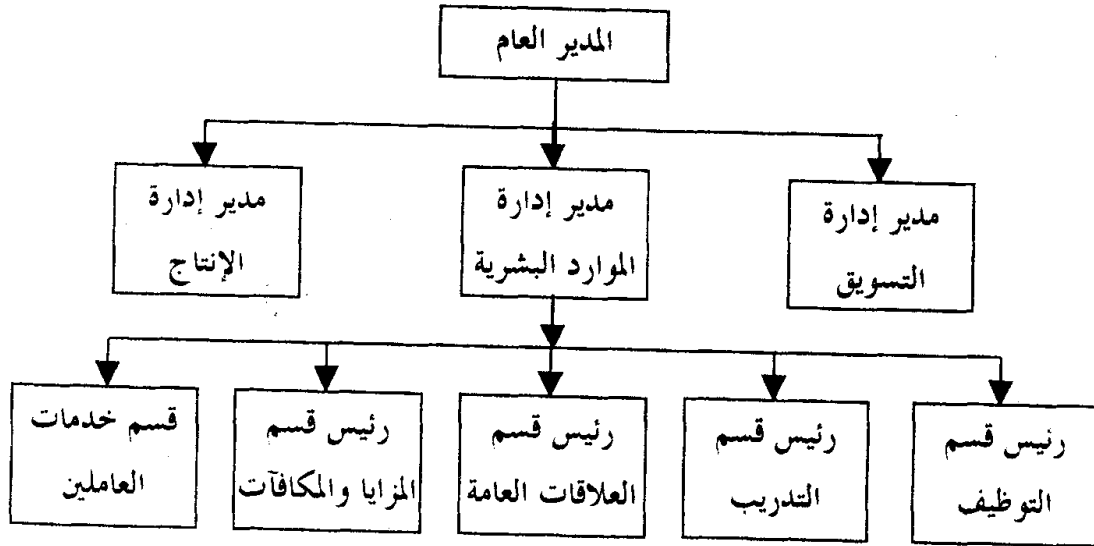 المدير العام
مدير إدارة
التسويق
مدير إدارة
الموارد البشرية
مدير إدارة
الإنتاج
رئيس قسم
التوظيف
رئيس قسم
التدريب
رئيس قسم
العلاقات العامة
رئيس قسم
المزايا والمكافآت
قسم خدمات
العاملين